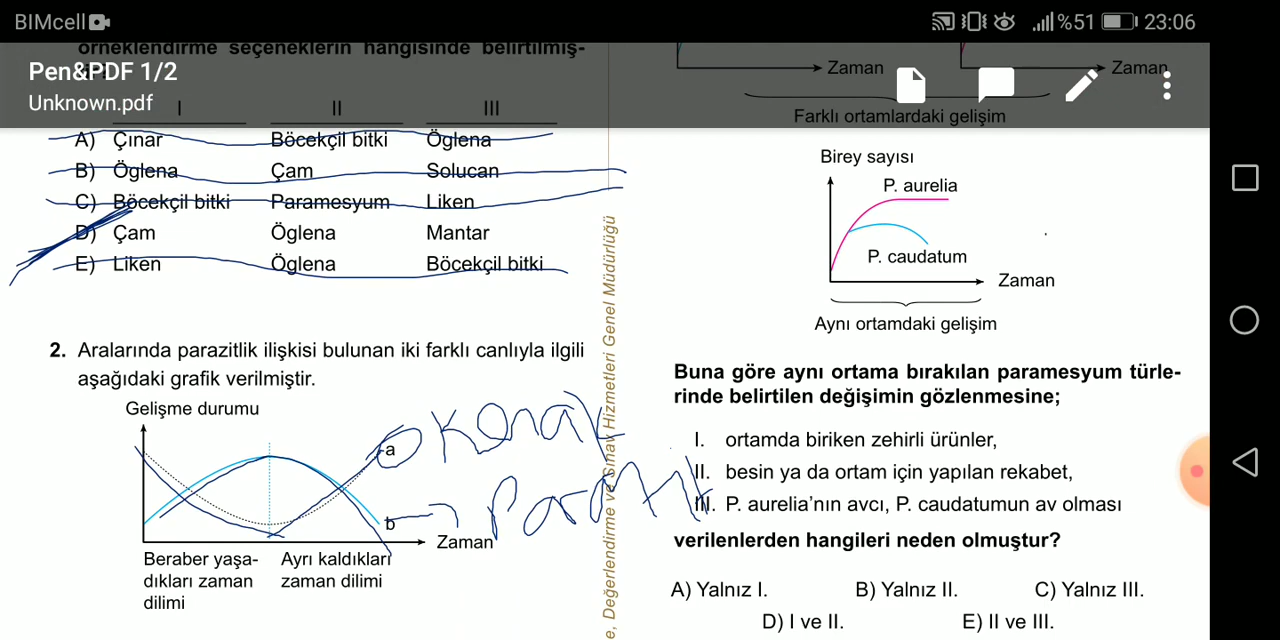 BIMcell %51 23:06
örneklendirme seçeneklerin hangisinde belirtilmiş-
Pen&PDF 1/2
Unknown.pdf
I II III
A) Çınar Böcekçil bitki Öglena
B) Öglena Çam Solucan
C) Böcekçil bitki Paramesyum Liken
D) Çam Öglena Mantar
E) Liken Öglena Böcekçil bitki
2. Aralarında parazitlik ilişkisi bulunan iki farklı canlıyla ilgili
aşağıdaki grafik verilmiştir.
Gelişme durumu
a
b
Zaman
Beraber yaşa-
dıkları zaman
dilimi
Ayrı kaldıkları
zaman dilimi
Konak
e, Değerlendirme ve Sınav Hizmetleri Genel Müdürlüğü
Zaman Zaman
Farklı ortamlardaki gelişim
Birey sayısı
P. aurelia
P. caudatum
Zaman
Aynı ortamdaki gelişim
Buna göre aynı ortama bırakılan paramesyum türle-
rinde belirtilen değişimin gözlenmesine;
I. ortamda biriken zehirli ürünler,
II. besin ya da ortam için yapılan rekabet,
III. P. aurelia’nın avcı, P. caudatumun av olması
verilenlerden hangileri neden olmuştur?
A) Yalnız I. B) Yalnız II. C) Yalnız III.
D) I ve II. E) II ve III.